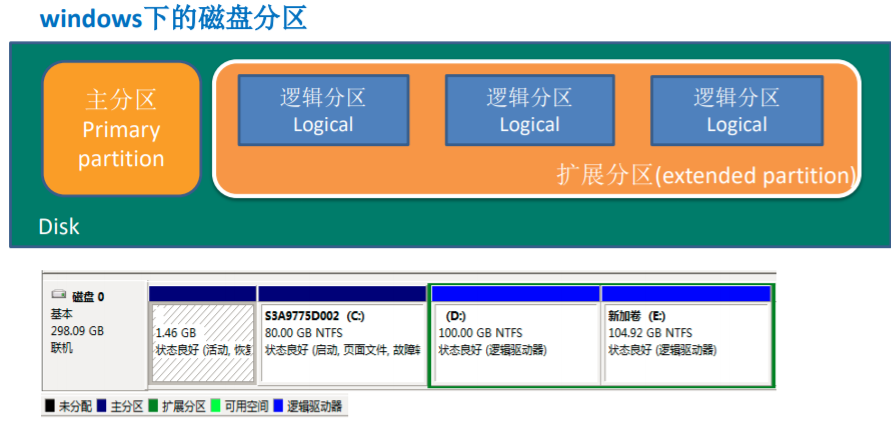 windows下的磁盘分区
主分区
Primary
partition
逻辑分区
Logical
逻辑分区
Logical
逻辑分区
Logical
扩展分区(extended partition)
Disk
磁盘 0
基本
298.09 GB
联机
1.46 GB
状态良好 (活动, 恢复
S3A9775D002 (C:)
80.00 GB NTFS
状态良好 (启动, 页面文件, 故障转
(D:)
100.00 GB NTFS
状态良好 (逻辑驱动器)
新加卷 (E:)
104.92 GB NTFS
状态良好 (逻辑驱动器)
未分配 主分区 扩展分区 可用空间 逻辑驱动器